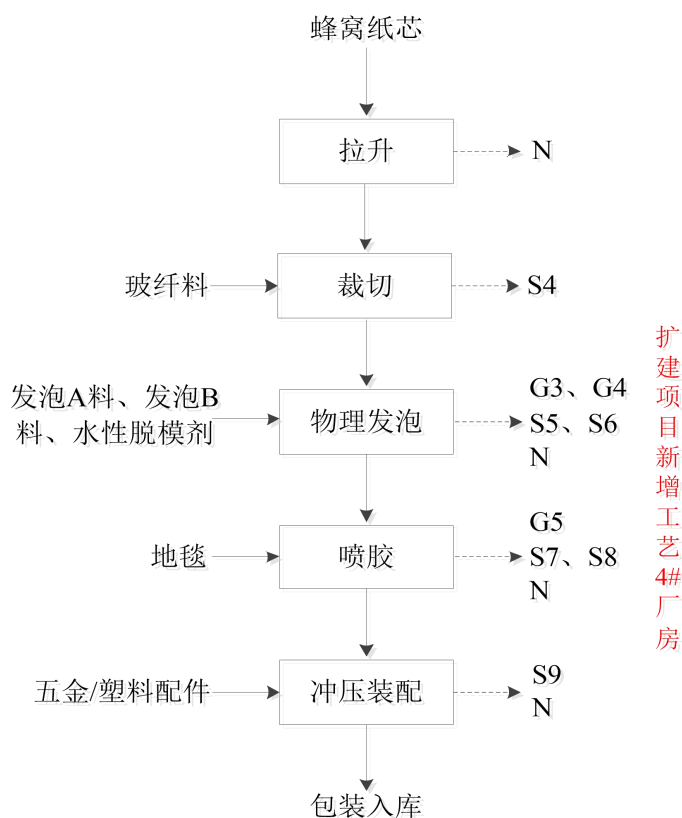 蜂窝纸芯
拉升
N
玻纤料
裁切
S4
发泡A料、发泡B
料、水性脱模剂
物理发泡
G3、G4
S5、S6
N
地毯
喷胶
G5
S7、S8
N
五金/塑料配件
冲压装配
S9
N
包装入库
扩
建
项
目
新
增
工
艺
4#
厂
房